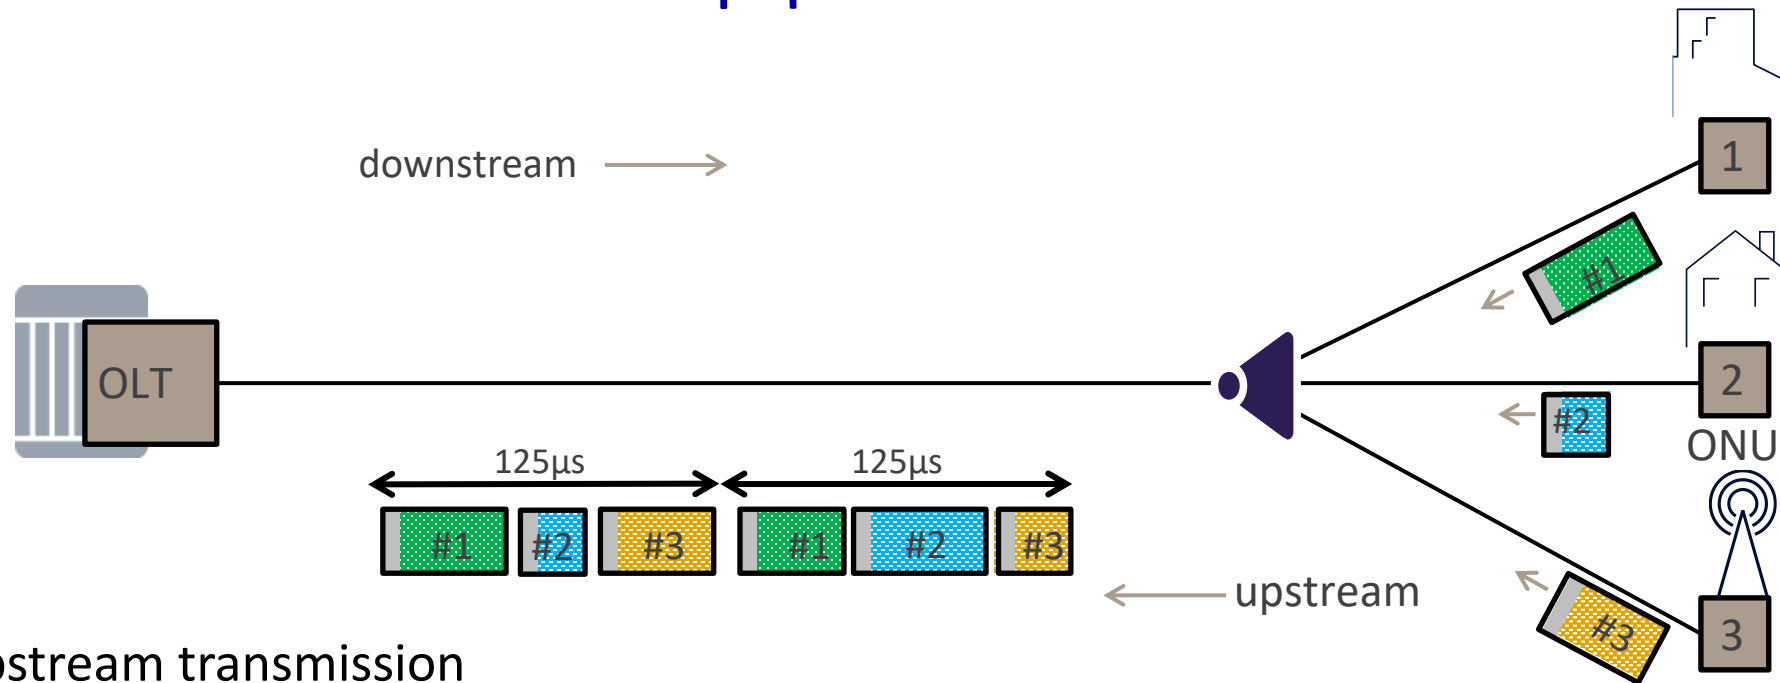 downstream
1
#1
OLT
2
#2
ONU
125µs 125µs
#1 #2 #3 #1 #2 #3
upstream
#3
3
stream transmission